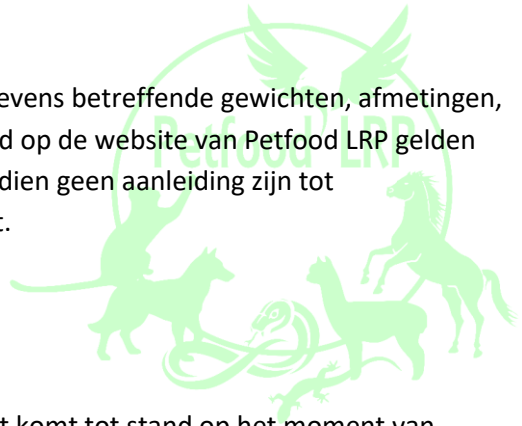 evens betreffende gewichten, afmetingen,
d op de website van Petfood LRP gelden
Petfood LRP
dien geen aanleiding zijn tot
t.
t komt tot stand op het moment van